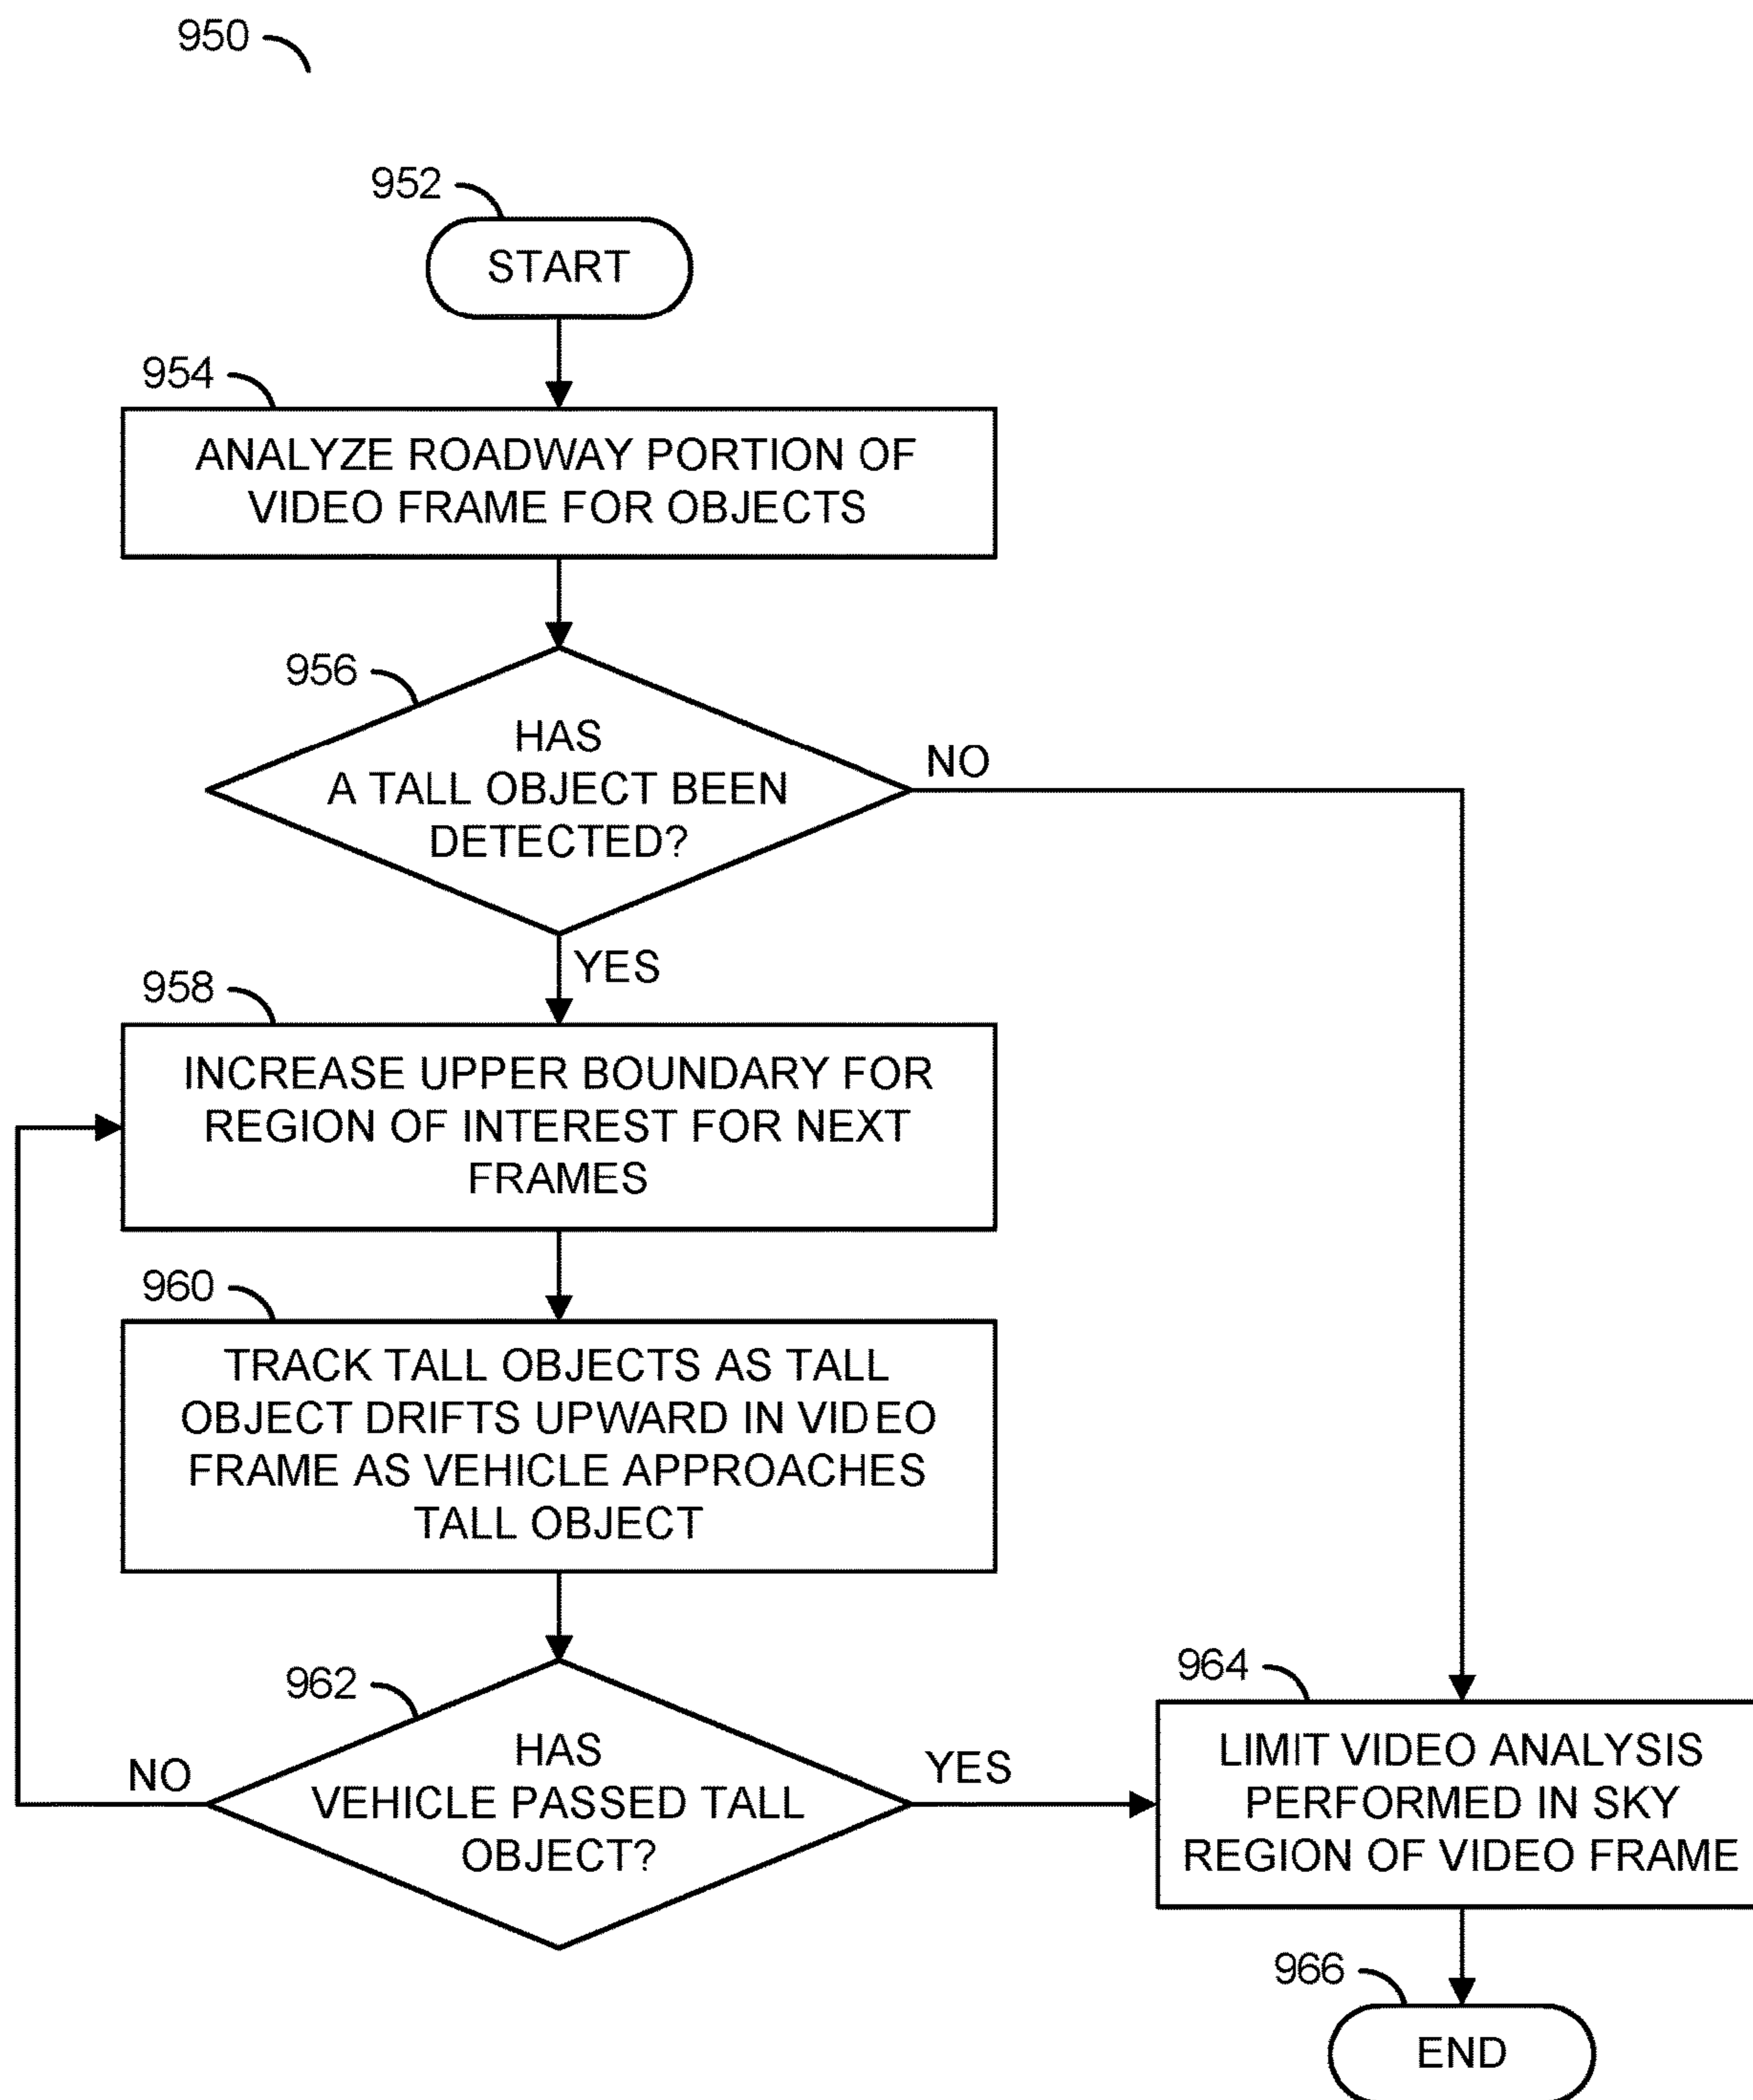 950
952
START
954
ANALYZE ROADWAY PORTION OF
VIDEO FRAME FOR OBJECTS
956
HAS
A TALL OBJECT BEEN
DETECTED?
NO
YES
958
INCREASE UPPER BOUNDARY FOR
REGION OF INTEREST FOR NEXT
FRAMES
960
TRACK TALL OBJECTS AS TALL
OBJECT DRIFTS UPWARD IN VIDEO
FRAME AS VEHICLE APPROACHES
TALL OBJECT
962
HAS
VEHICLE PASSED TALL
OBJECT?
NO
YES
964
LIMIT VIDEO ANALYSIS
PERFORMED IN SKY
REGION OF VIDEO FRAME
966
END